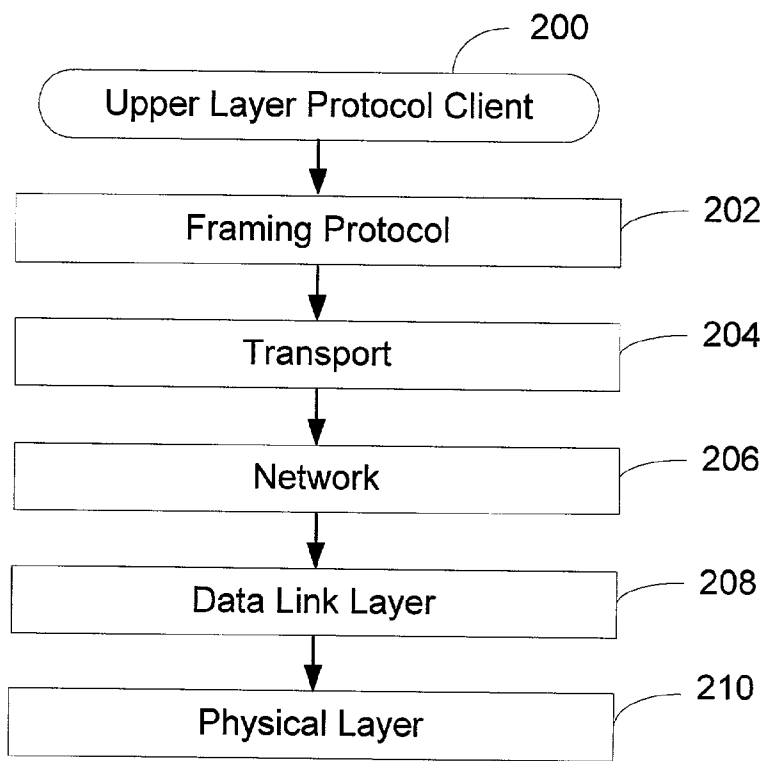 200
Upper Layer Protocol Client
Framing Protocol
202
Transport
204
Network
206
Data Link Layer
208
Physical Layer
210